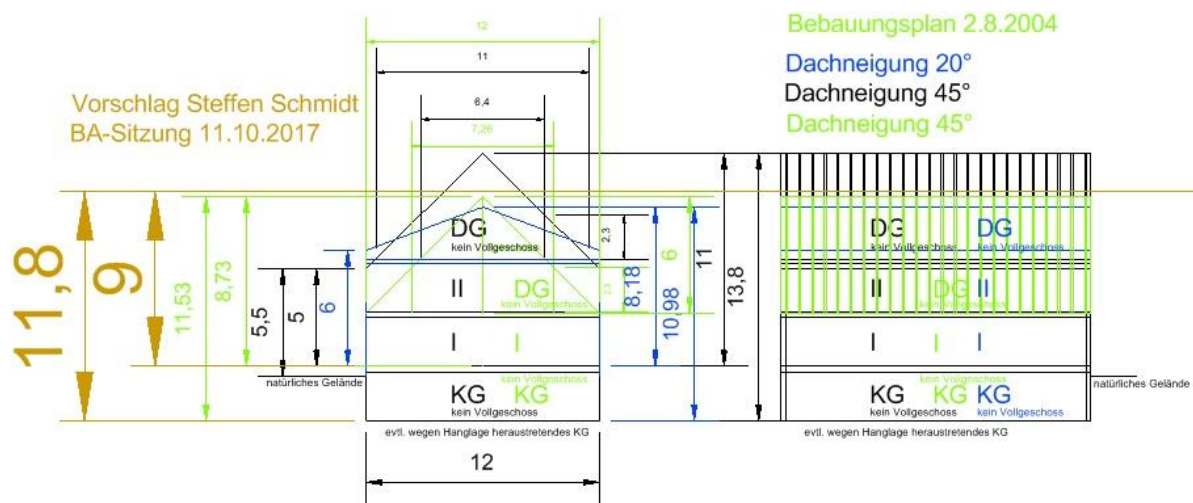 12
Bebauungsplan 2.8.2004
11
Dachneigung 20°
Vorschlag Steffen Schmidt
Dachneigung 45°
BA-Sitzung 11.10.2017
6,4
Dachneigung 45°
7,26
DG
kein Vollgeschoss
DG
DG
kein Vollgeschoss
11,8
9
11,53
8,73
5,5
5
6
II
DG
kein Vollgeschoss
2,3
2,3
8,18
6
10,98
11
13,8
II
DG
II
kein Vollgeschoss
I
I
I
I
I
natürliches Gelände
kein Vollgeschoss
KG
KG
kein Vollgeschoss
kein Vollgeschoss
KG
KG
KG
kein Vollgeschoss
kein Vollgeschoss
natürliches Gelände
evtl. wegen Hanglage heraustretendes KG
evtl. wegen Hanglage heraustretendes KG
12